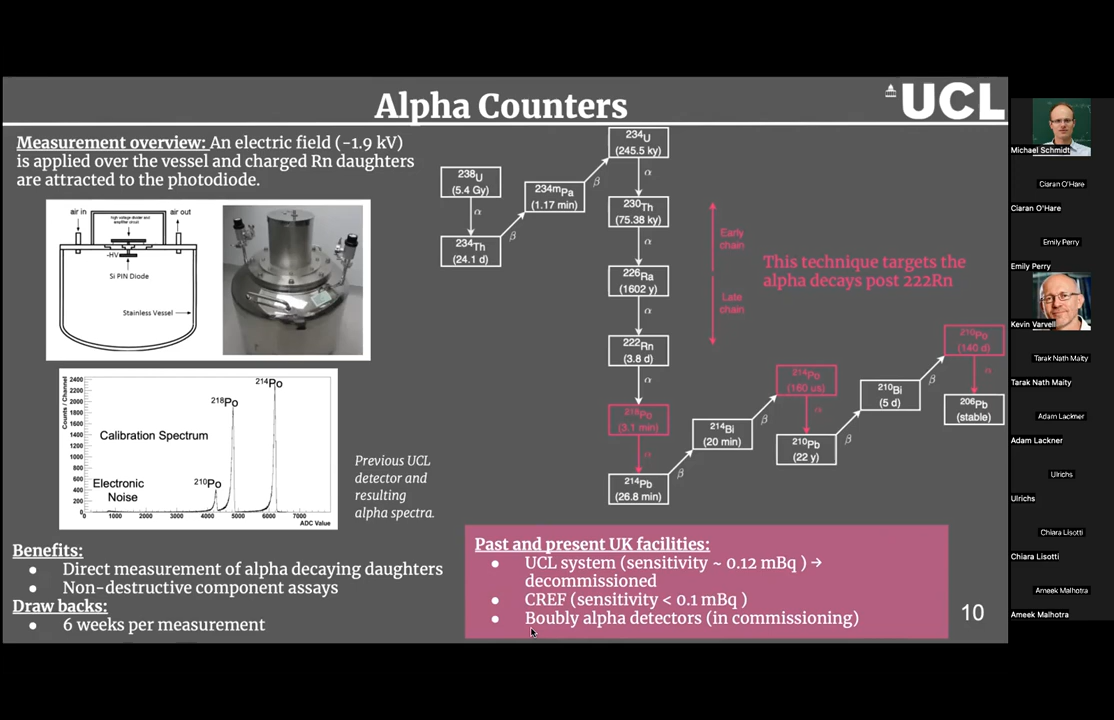 Alpha Counters
UCL
Measurement overview: An electric field (-1.9 kV)
is applied over the vessel and charged Rn daughters
are attracted to the photodiode.
air in
high voltage divider and
amplifier circuit
air out
-HV
Si PIN Diode
Stainless Vessel
Counts / Channel
2400
2200
2000
1800
1600
1400
1200
1000
800
600
400
200
0
0
1000
2000
3000
4000
5000
6000
7000
ADC Value
Calibration Spectrum
Electronic
Noise
²¹⁰Po
²¹⁸Po
²¹⁴Po
Previous UCL
detector and
resulting
alpha spectra.
Benefits:
● Direct measurement of alpha decaying daughters
● Non-destructive component assays
Draw backs:
● 6 weeks per measurement
²³⁸U
(5.4 Gy)
α
²³⁴Th
(24.1 d)
β
²³⁴ᵐPa
(1.17 min)
β
²³⁴U
(245.5 ky)
α
²³⁰Th
(75.38 ky)
α
²²⁶Ra
(1602 y)
α
²²²Rn
(3.8 d)
α
²¹⁸Po
(3.1 min)
α
²¹⁴Pb
(26.8 min)
β
²¹⁴Bi
(20 min)
β
²¹⁴Po
(160 us)
α
²¹⁰Pb
(22 y)
β
²¹⁰Bi
(5 d)
β
²¹⁰Po
(140 d)
α
²⁰⁶Pb
(stable)
Early
chain
Late
chain
This technique targets the
alpha decays post 222Rn
Past and present UK facilities:
● UCL system (sensitivity ~ 0.12 mBq ) →
decommissioned
● CREF (sensitivity < 0.1 mBq )
● Boubly alpha detectors (in commissioning)
10
Michael Schmidt
Ciaran O'Hare
Ciaran O'Hare
Emily Perry
Emily Perry
Kevin Varvell
Tarak Nath Maity
Tarak Nath Maity
Adam Lackner
Adam Lackner
Ulrichs
Ulrichs
Chiara Lisotti
Chiara Lisotti
Ameek Malhotra
Ameek Malhotra